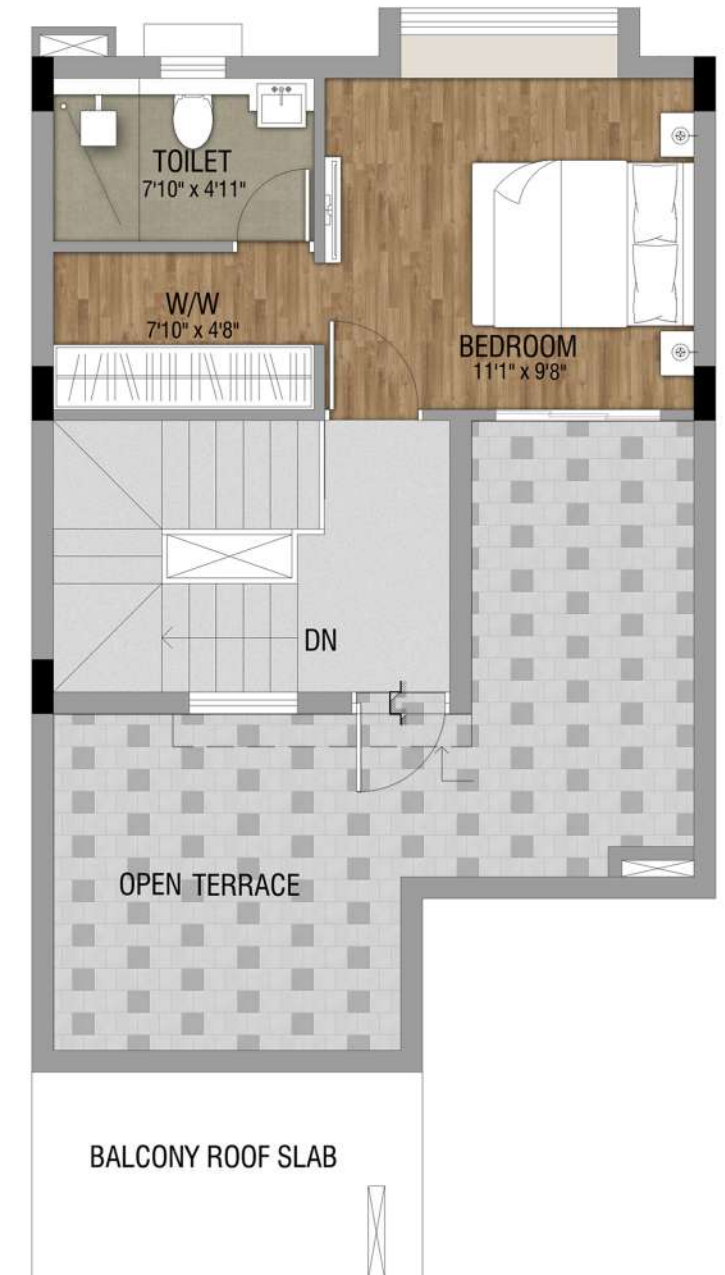 TOILET
7'10" x 4'11"
W/W
7'10" x 4'8"
BEDROOM
11'1" x 9'8"
DN
OPEN TERRACE
BALCONY ROOF SLAB